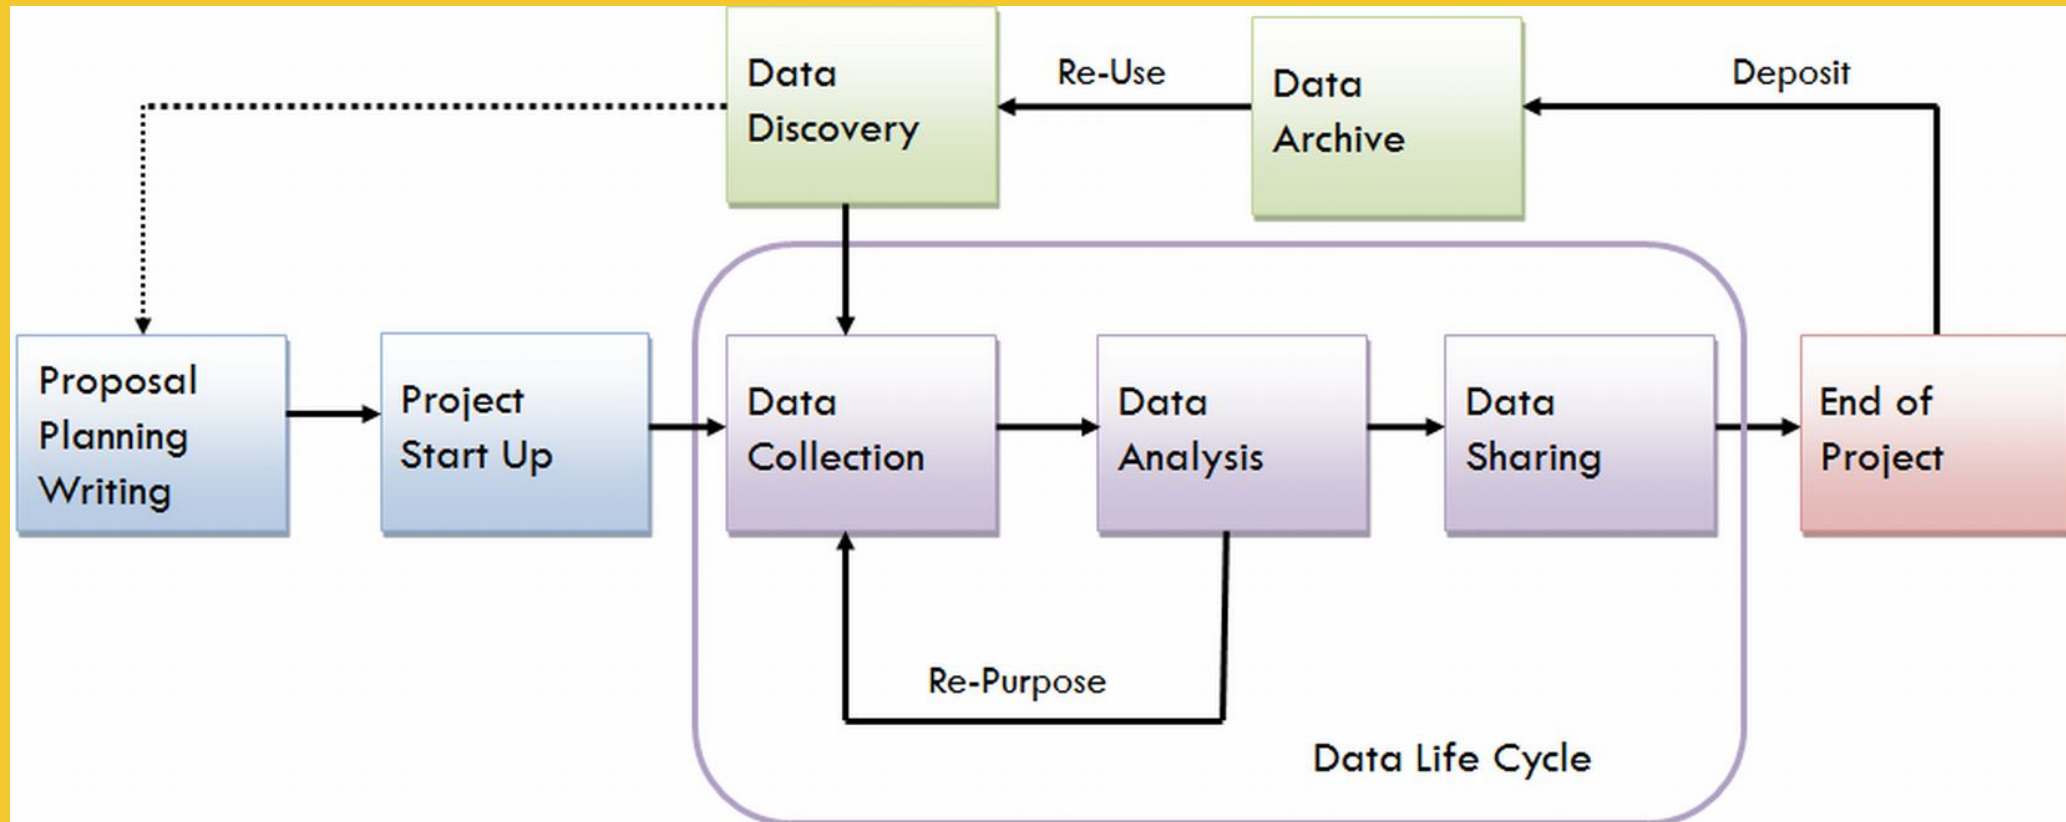 Data
Discovery
Re-Use
Data
Archive
Deposit
Proposal
Planning
Writing
Project
Start Up
Data
Collection
Data
Analysis
Data
Sharing
End of
Project
Re-Purpose
Data Life Cycle